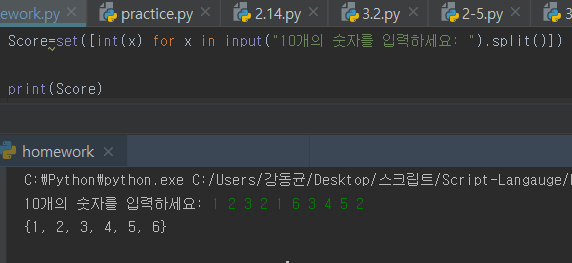 ework.py practice.py 2.14.py 3.2.py 2-5.py 3
Score=set([int(x) for x in input("10개의 숫자를 입력하세요: ").split()])
print(Score)
homework
C:₩Python₩python.exe C:/Users/강동균/Desktop/스크립트/Script-Langauge/
10개의 숫자를 입력하세요: 1 2 3 2 1 6 3 4 5 2
{1, 2, 3, 4, 5, 6}